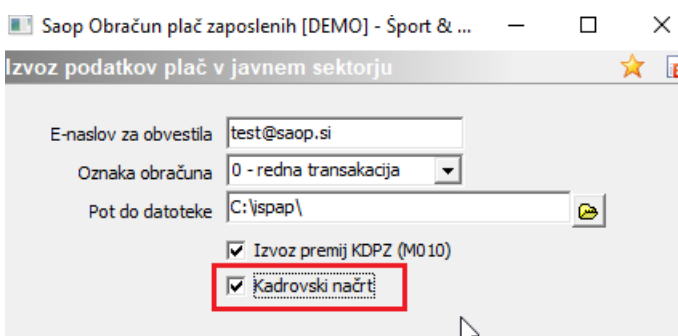 Saop Obračun plač zaposlenih [DEMO] - Šport & ...
Izvoz podatkov plač v javnem sektorju
E-naslov za obvestila test@saop.si
Oznaka obračuna 0 - redna transakacija
Pot do datoteke C:\ispap\
Izvoz premij KDPZ (M010)
Kadrovski načrt